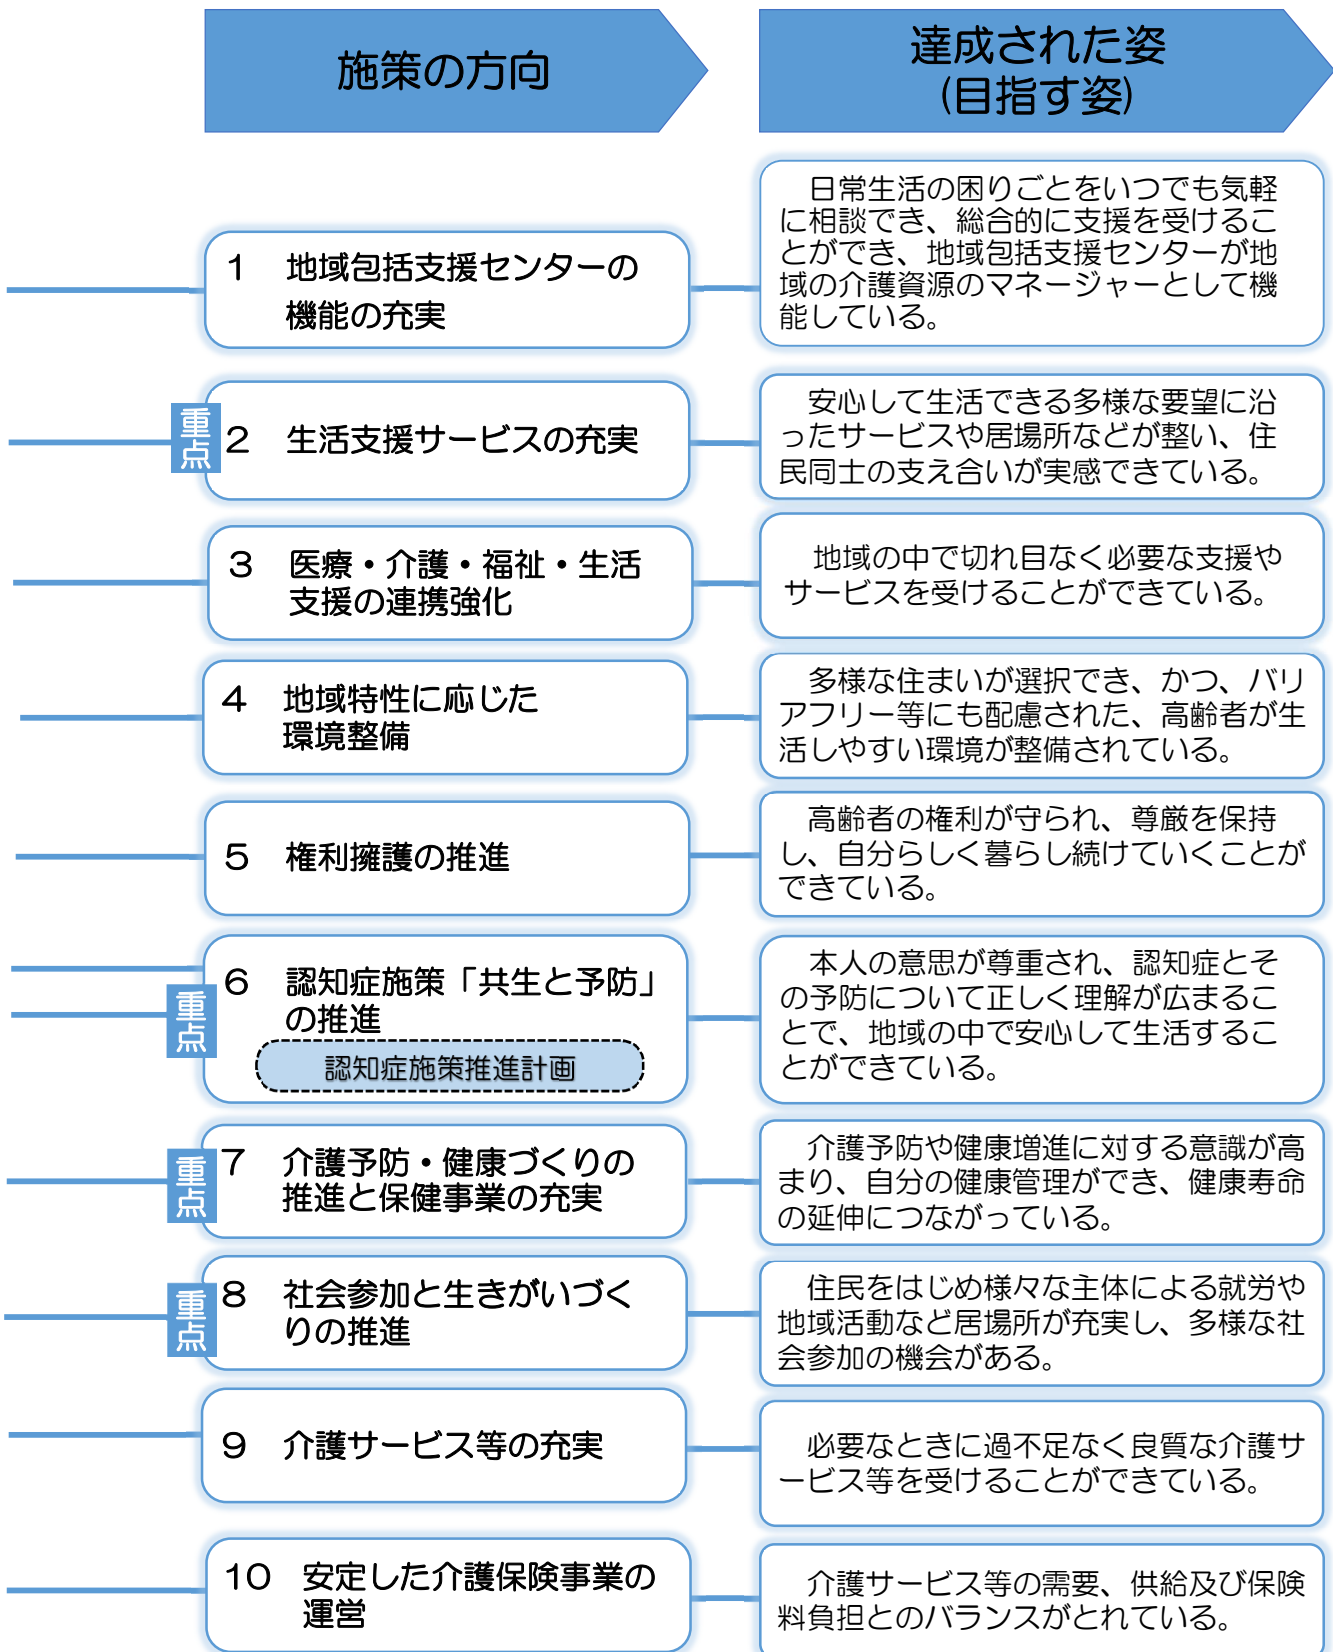 施策の方向
達成された姿
(目指す姿)
1 地域包括支援センターの
機能の充実
日常生活の困りごとをいつでも気軽
に相談でき、総合的に支援を受けるこ
とができ、地域包括支援センターが地
域の介護資源のマネージャーとして機
能している。
重点
2 生活支援サービスの充実
安心して生活できる多様な要望に沿
ったサービスや居場所などが整い、住
民同士の支え合いが実感できている。
3 医療・介護・福祉・生活
支援の連携強化
地域の中で切れ目なく必要な支援や
サービスを受けることができている。
4 地域特性に応じた
環境整備
多様な住まいが選択でき、かつ、バリ
アフリー等にも配慮された、高齢者が生
活しやすい環境が整備されている。
5 権利擁護の推進
高齢者の権利が守られ、尊厳を保持
し、自分らしく暮らし続けていくことが
できている。
重点
6 認知症施策「共生と予防」
の推進
認知症施策推進計画
本人の意思が尊重され、認知症とそ
の予防について正しく理解が広まるこ
とで、地域の中で安心して生活するこ
とができている。
重点
7 介護予防・健康づくりの
推進と保健事業の充実
介護予防や健康増進に対する意識が高
まり、自分の健康管理ができ、健康寿命
の延伸につながっている。
重点
8 社会参加と生きがいづく
りの推進
住民をはじめ様々な主体による就労や
地域活動など居場所が充実し、多様な社
会参加の機会がある。
9 介護サービス等の充実
必要なときに過不足なく良質な介護サ
ービス等を受けることができている。
10 安定した介護保険事業の
運営
介護サービス等の需要、供給及び保険
料負担とのバランスがとれている。